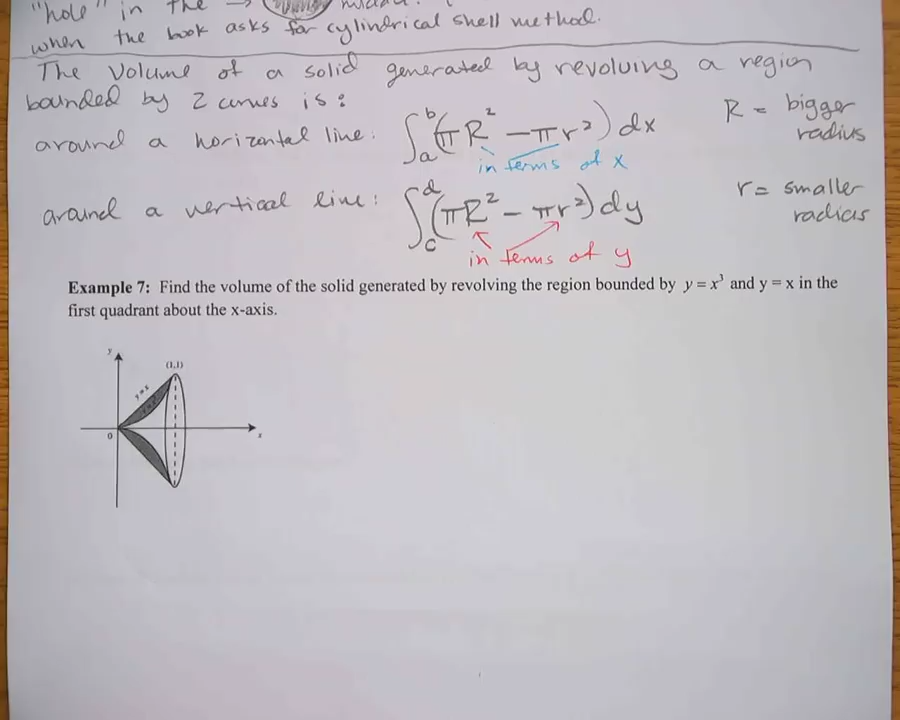 "hole" in the → middle.
when the book asks for cylindrical shell method.
The Volume of a solid generated by revolving a region
bounded by 2 curves is:
around a horizontal line: ∫_a^b (πR² − πr²) dx R = bigger radius
in terms of x
around a vertical line: ∫_c^d (πR² − πr²) dy r = smaller radius
in terms of y
Example 7: Find the volume of the solid generated by revolving the region bounded by y = x³ and y = x in the
first quadrant about the x-axis.
y
(1,1)
y = x
0
x